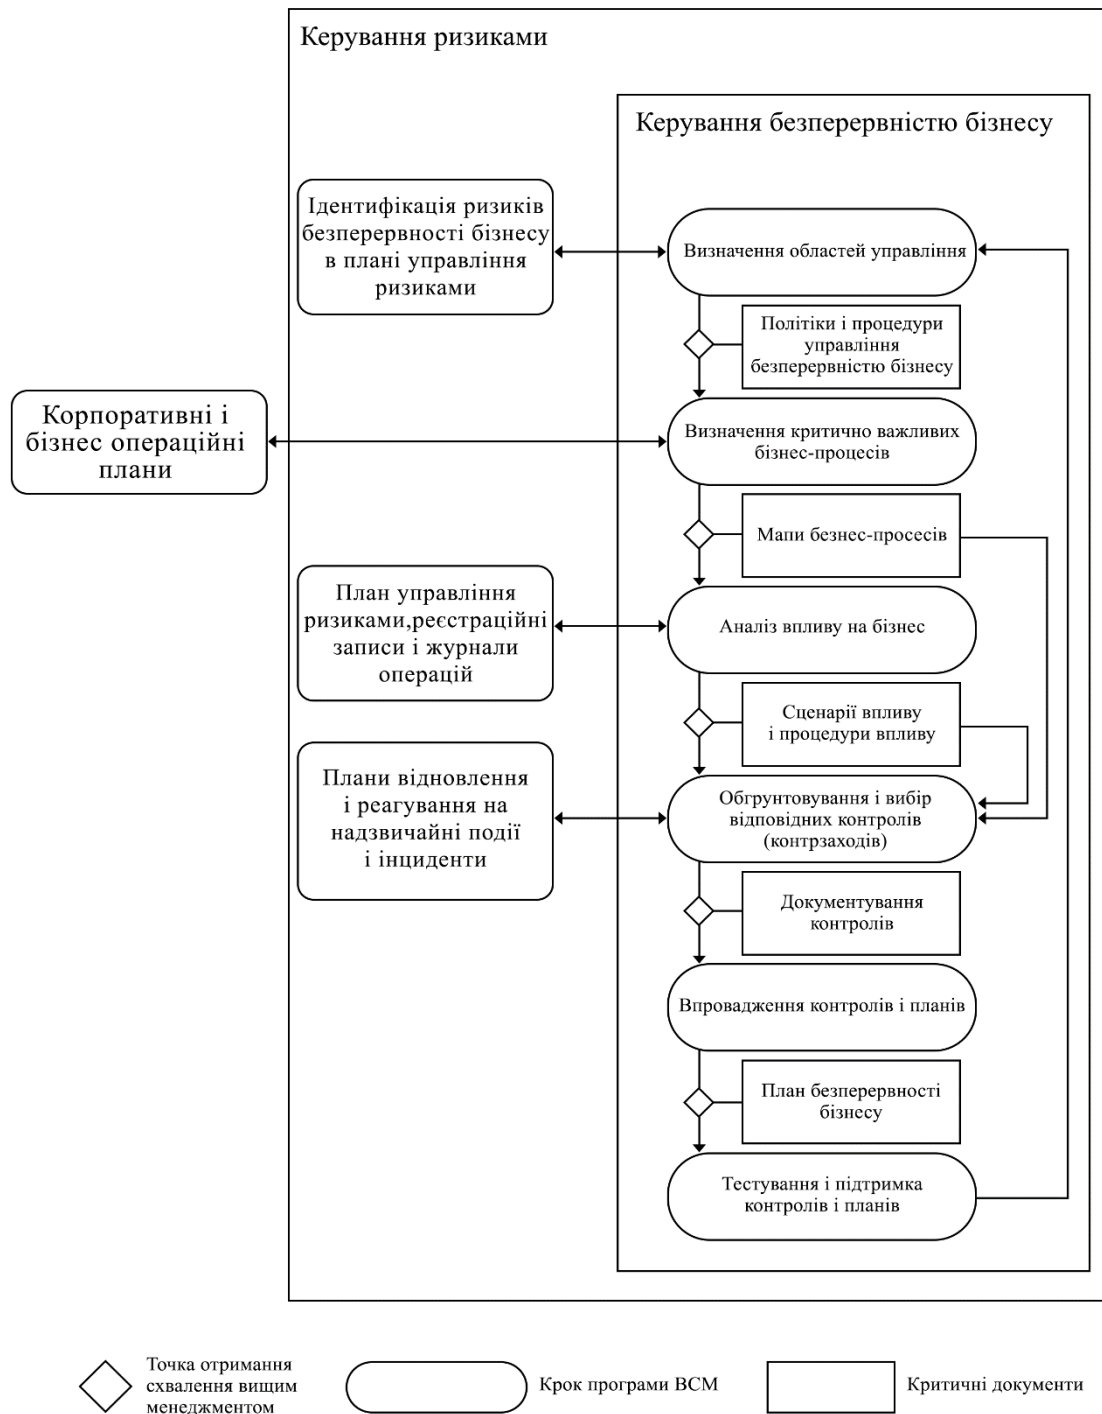 Керування ризиками
Керування безперервністю бізнесу
Ідентифікація ризиків
безперервності бізнесу
в плані управління
ризиками
Визначення областей управління
Політіки і процедури
управління
безперервністю бізнесу
Корпоративні і
бізнес операційні
плани
Визначення критично важливих
бізнес-процесів
Мапи безнес-просесів
План управління
ризиками,реєстраційні
записи і журнали
операцій
Аналіз впливу на бізнес
Сценарії впливу
і процедури впливу
Плани відновлення
і реагування на
надзвичайні події
і інциденти
Обгрунтовування і вибір
відповідних контролів
(контрзаходів)
Документування
контролів
Впровадження контролів і планів
План безперервності
бізнесу
Тестування і підтримка
контролів і планів
Точка отримання
схвалення вищим
менеджментом
Крок програми BCM
Критичні документи